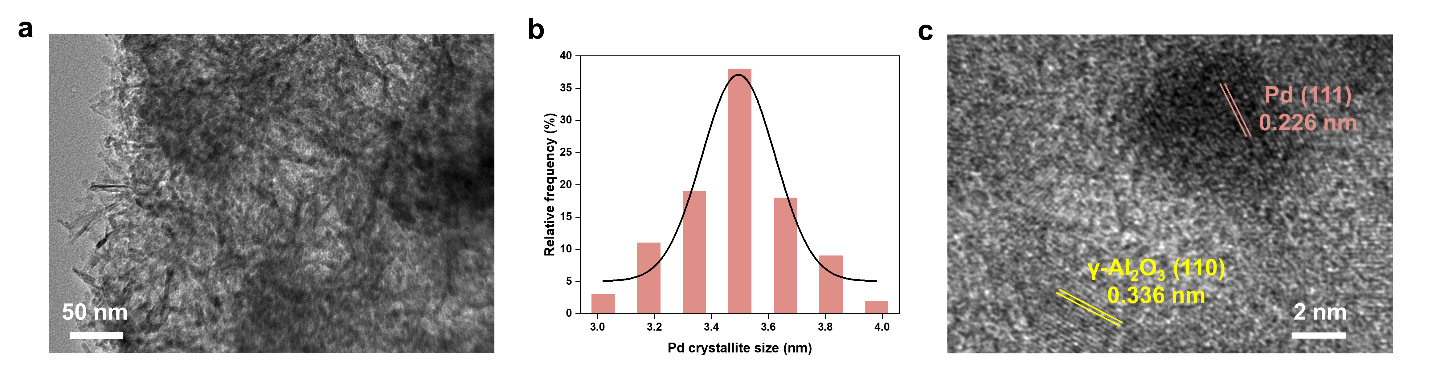 a
50 nm
b
Relative frequency (%)
40
35
30
25
20
15
10
5
0
3.0 3.2 3.4 3.6 3.8 4.0
Pd crystallite size (nm)
c
Pd (111)
0.226 nm
γ-Al₂O₃ (110)
0.336 nm
2 nm